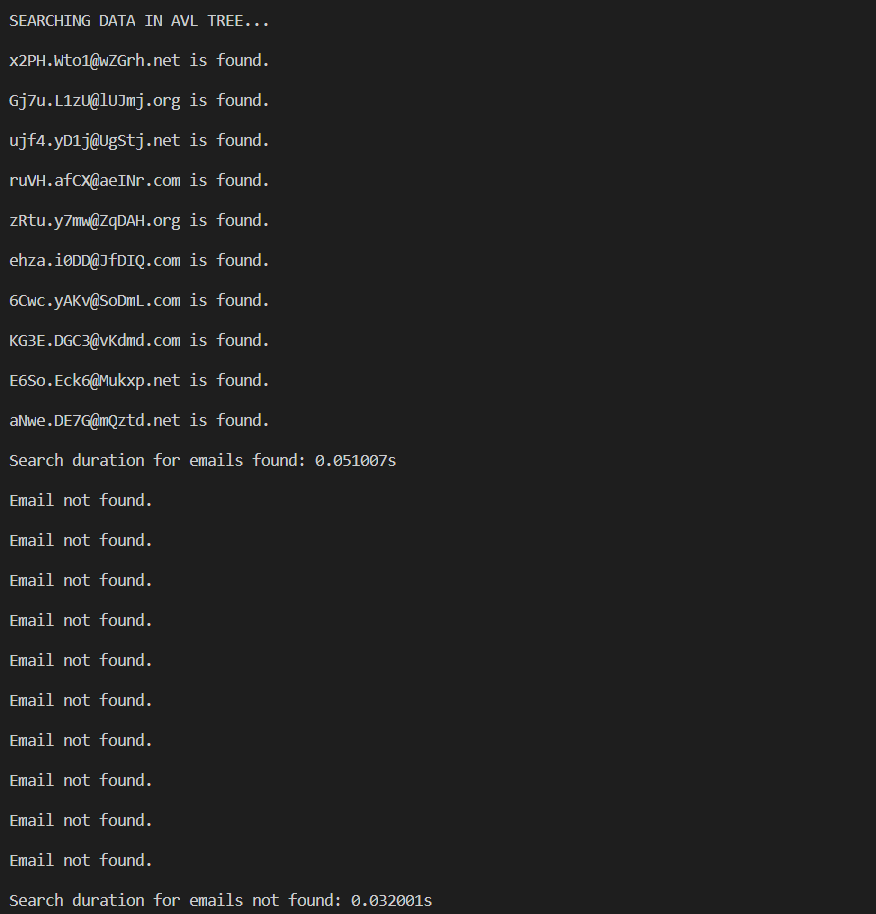 SEARCHING DATA IN AVL TREE...
x2PH.Wto1@wZGrh.net is found.
Gj7u.L1zU@lUJmj.org is found.
ujf4.yD1j@UgStj.net is found.
ruVH.afCX@aeINr.com is found.
zRtu.y7mw@ZqDAH.org is found.
ehza.i0DD@JfDIQ.com is found.
6Cwc.yAKv@SoDmL.com is found.
KG3E.DGC3@vKdmd.com is found.
E6So.Eck6@Mukxp.net is found.
aNwe.DE7G@mQztd.net is found.
Search duration for emails found: 0.051007s
Email not found.
Email not found.
Email not found.
Email not found.
Email not found.
Email not found.
Email not found.
Email not found.
Email not found.
Email not found.
Search duration for emails not found: 0.032001s